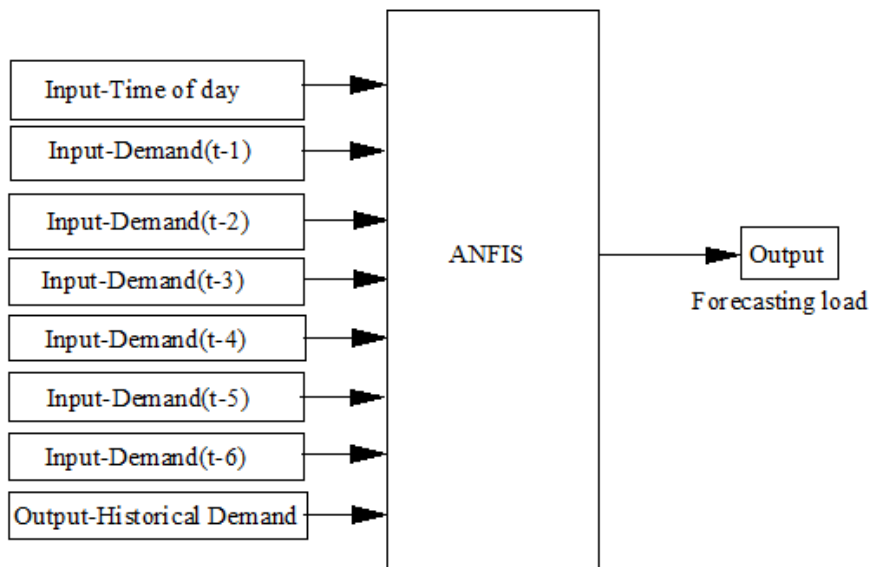 Input-Time of day
Input-Demand(t-1)
Input-Demand(t-2)
Input-Demand(t-3)
Input-Demand(t-4)
Input-Demand(t-5)
Input-Demand(t-6)
Output-Historical Demand
ANFIS
Output
Forecasting load